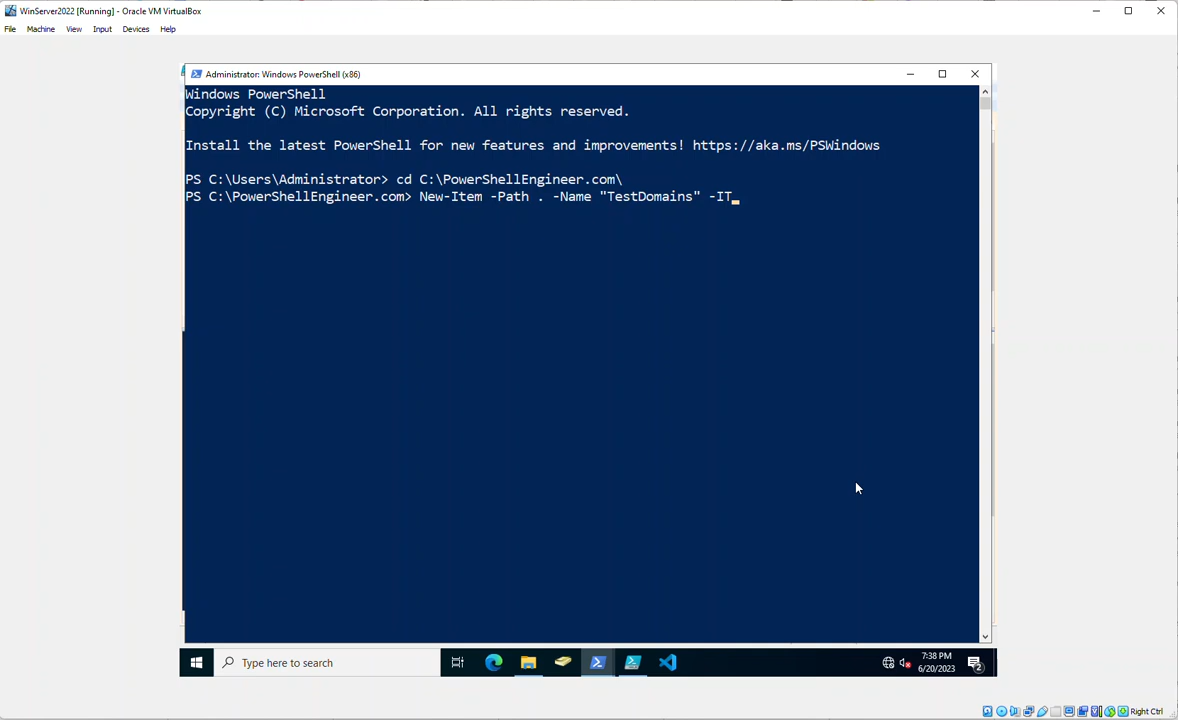 WinServer2022 [Running] - Oracle VM VirtualBox
File Machine View Input Devices Help
Administrator: Windows PowerShell (x86)
Windows PowerShell
Copyright (C) Microsoft Corporation. All rights reserved.
Install the latest PowerShell for new features and improvements! https://aka.ms/PSWindows
PS C:\Users\Administrator> cd C:\PowerShellEngineer.com\
PS C:\PowerShellEngineer.com> New-Item -Path . -Name "TestDomains" -IT
Type here to search
7:38 PM
6/20/2023
2
Right Ctrl